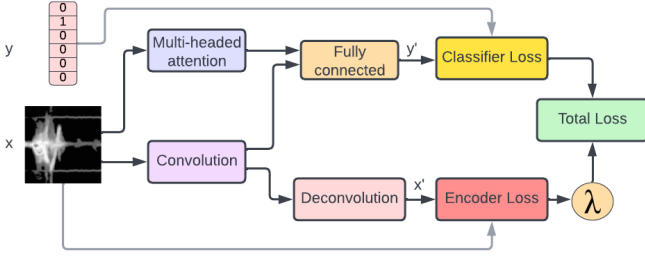 0
1
0
0
0
0
y
Multi-headed
attention
Fully
connected
y'
Classifier Loss
Total Loss
x
Convolution
Deconvolution
x'
Encoder Loss
λ